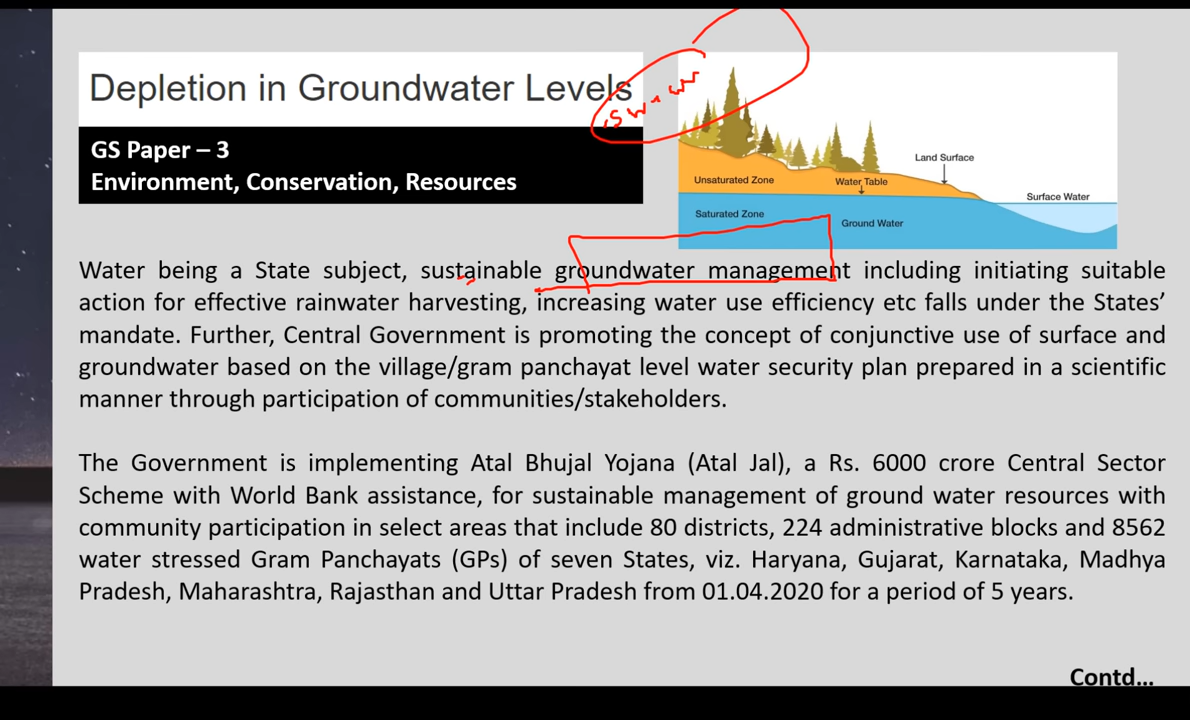 Depletion in Groundwater Levels
GS Paper – 3
Environment, Conservation, Resources
Land Surface
Unsaturated Zone
Water Table
Surface Water
Saturated Zone
Ground Water
Water being a State subject, sustainable groundwater management including initiating suitable
action for effective rainwater harvesting, increasing water use efficiency etc falls under the States’
mandate. Further, Central Government is promoting the concept of conjunctive use of surface and
groundwater based on the village/gram panchayat level water security plan prepared in a scientific
manner through participation of communities/stakeholders.
The Government is implementing Atal Bhujal Yojana (Atal Jal), a Rs. 6000 crore Central Sector
Scheme with World Bank assistance, for sustainable management of ground water resources with
community participation in select areas that include 80 districts, 224 administrative blocks and 8562
water stressed Gram Panchayats (GPs) of seven States, viz. Haryana, Gujarat, Karnataka, Madhya
Pradesh, Maharashtra, Rajasthan and Uttar Pradesh from 01.04.2020 for a period of 5 years.
Contd...